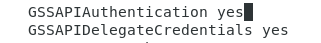 GSSAPIAuthentication yes
GSSAPIDelegateCredentials yes